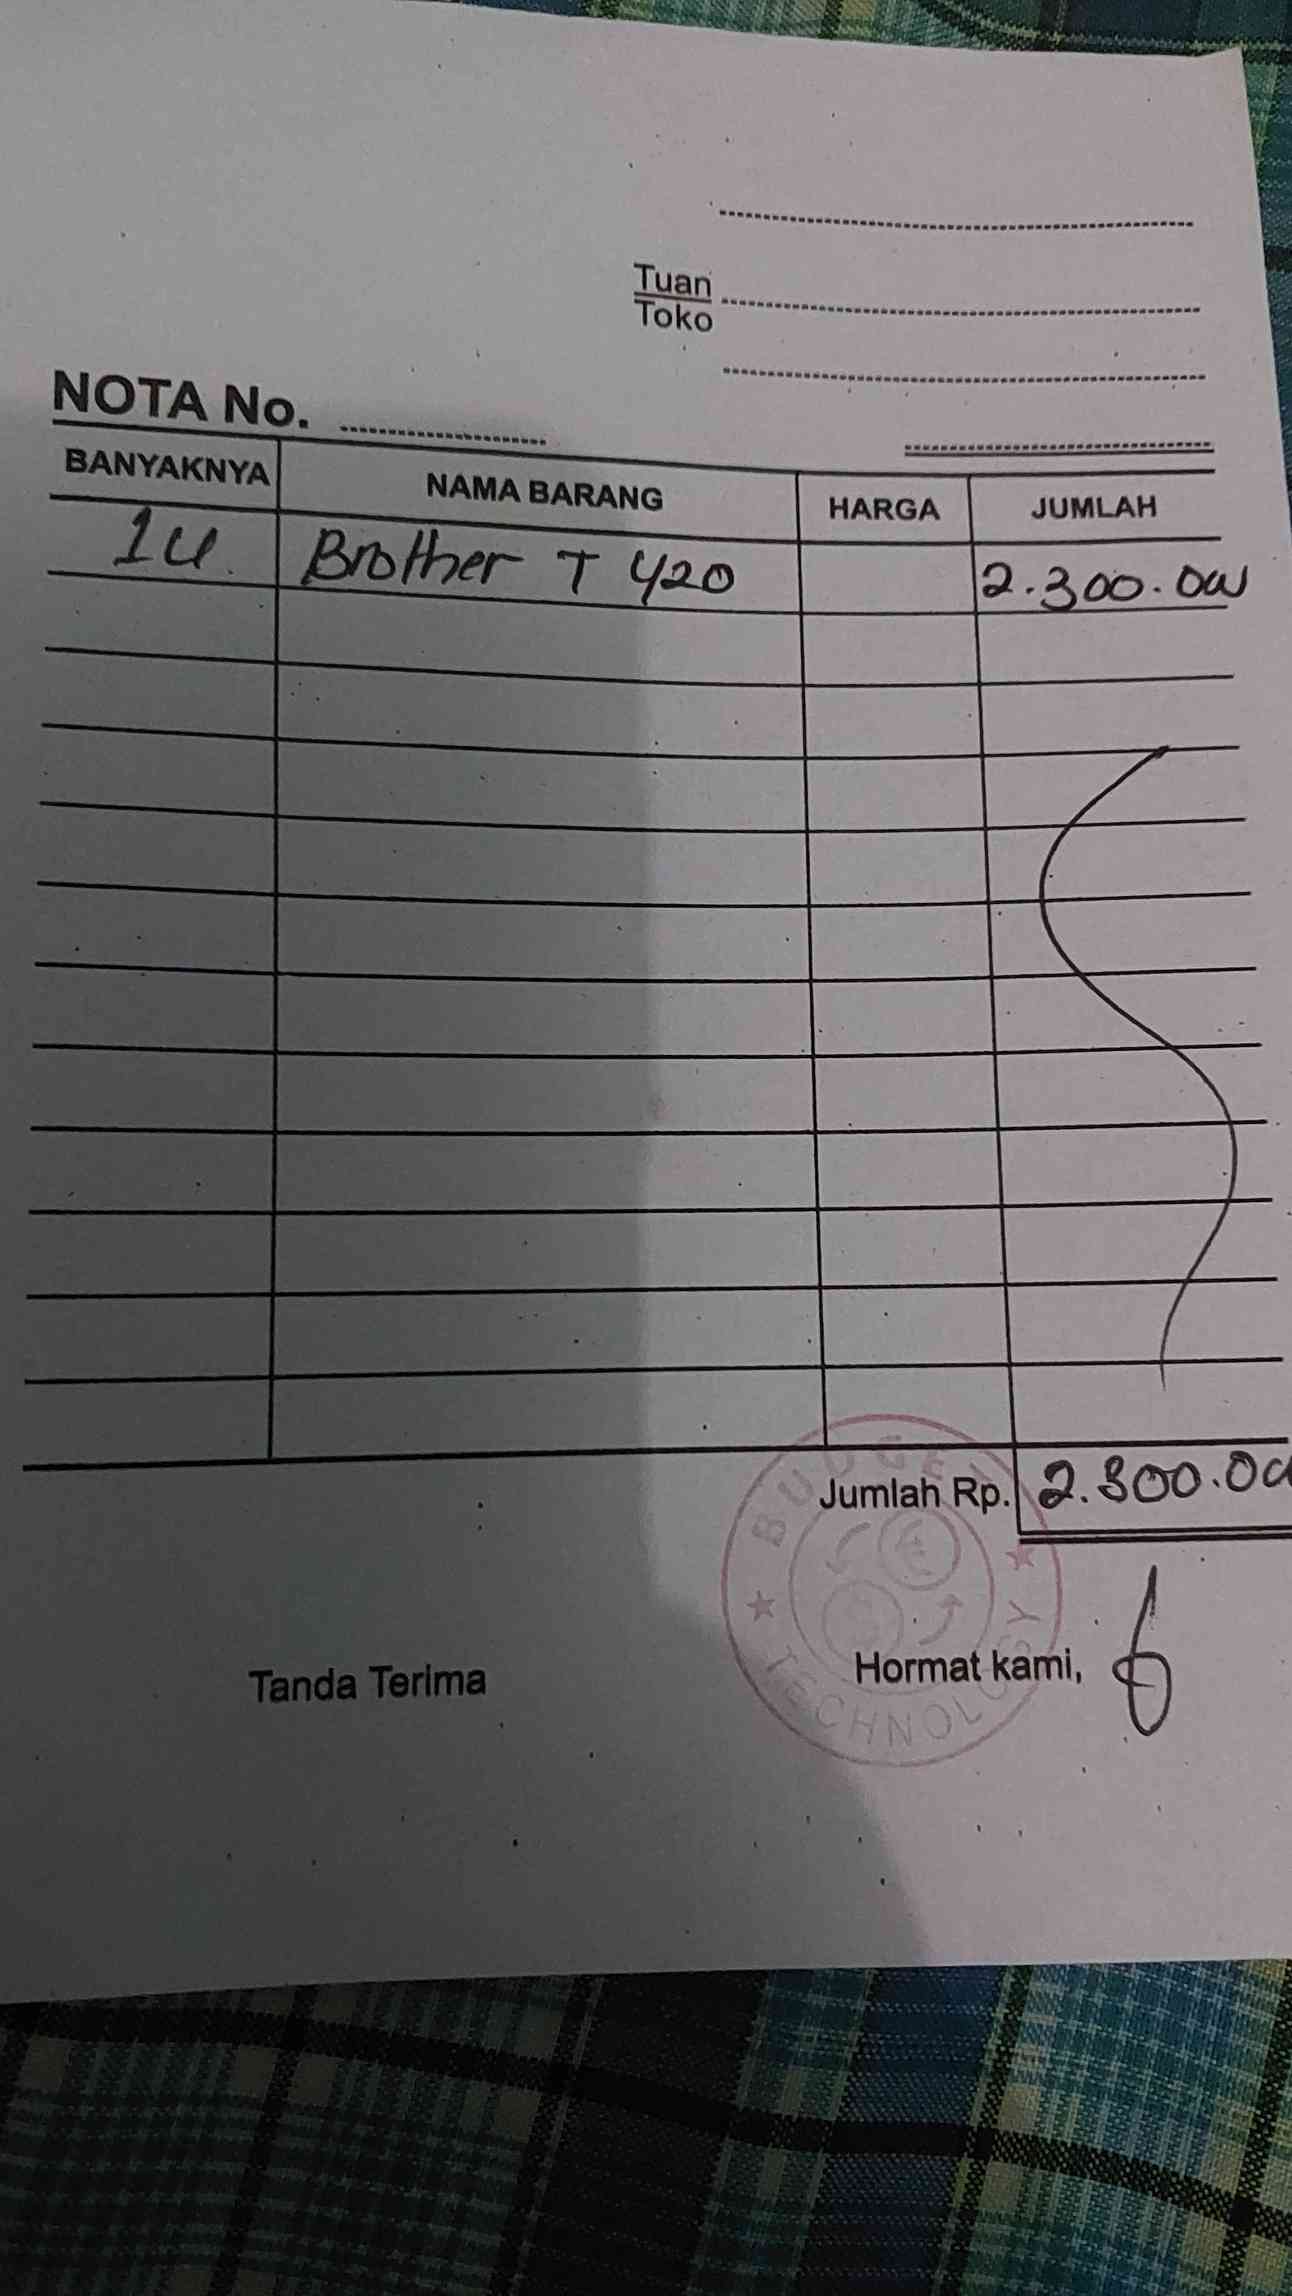 Tuan
Toko
NOTA No.
BANYAKNYA NAMA BARANG HARGA JUMLAH
1U. Brother T 420 2.300.000
Jumlah Rp. 2.300.00
BUDGET TECHNOLOGY
Tanda Terima Hormat kami,